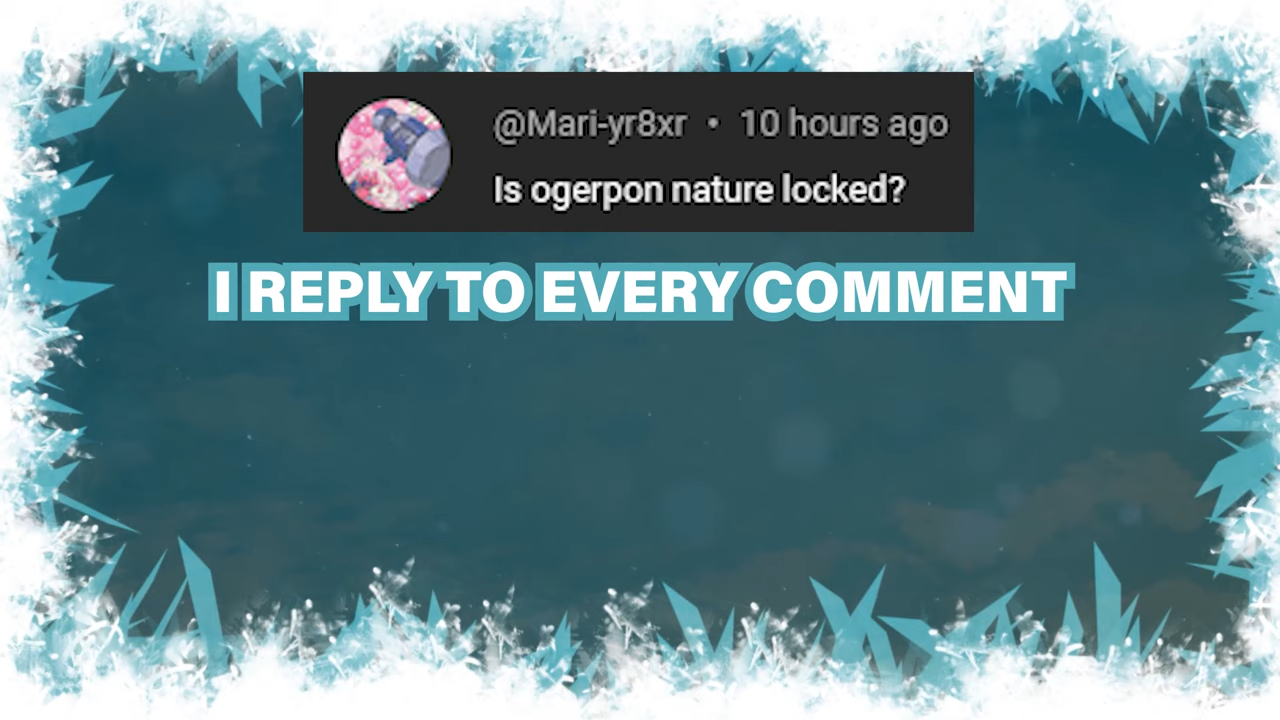 @Mari-yr8xr • 10 hours ago
Is ogerpon nature locked?
I REPLY TO EVERY COMMENT